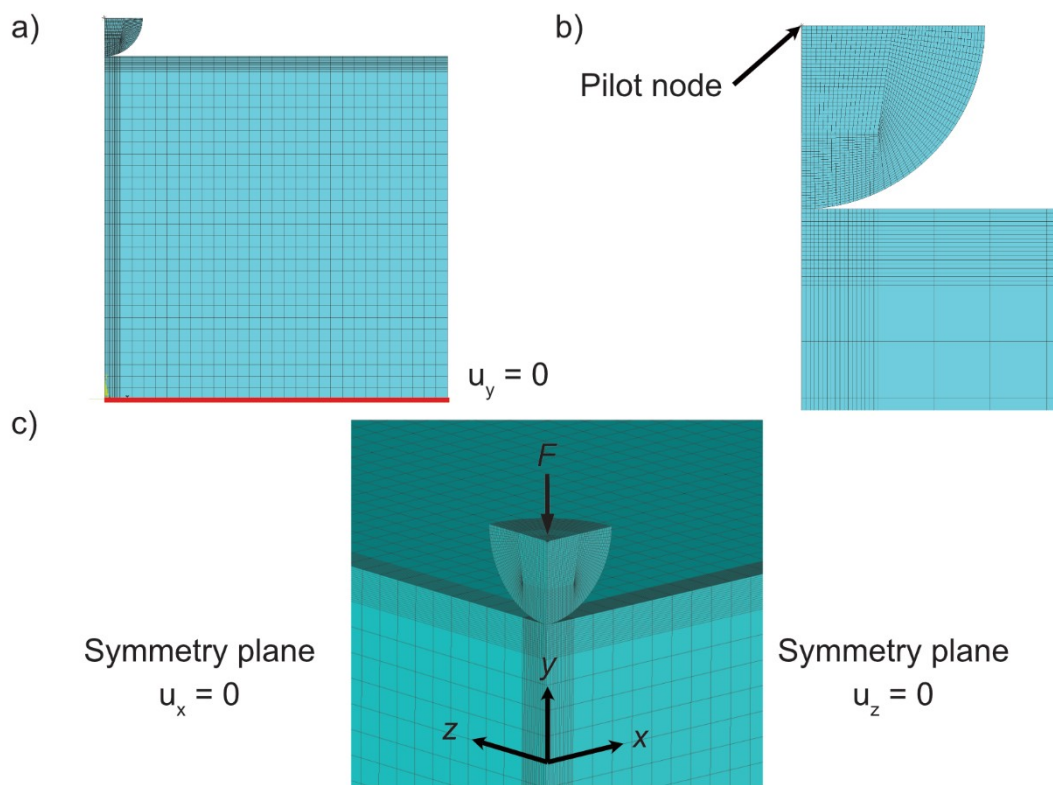 a)
b)
Pilot node
u_y = 0
c)
F
Symmetry plane
u_x = 0
Symmetry plane
u_z = 0
y
z
x